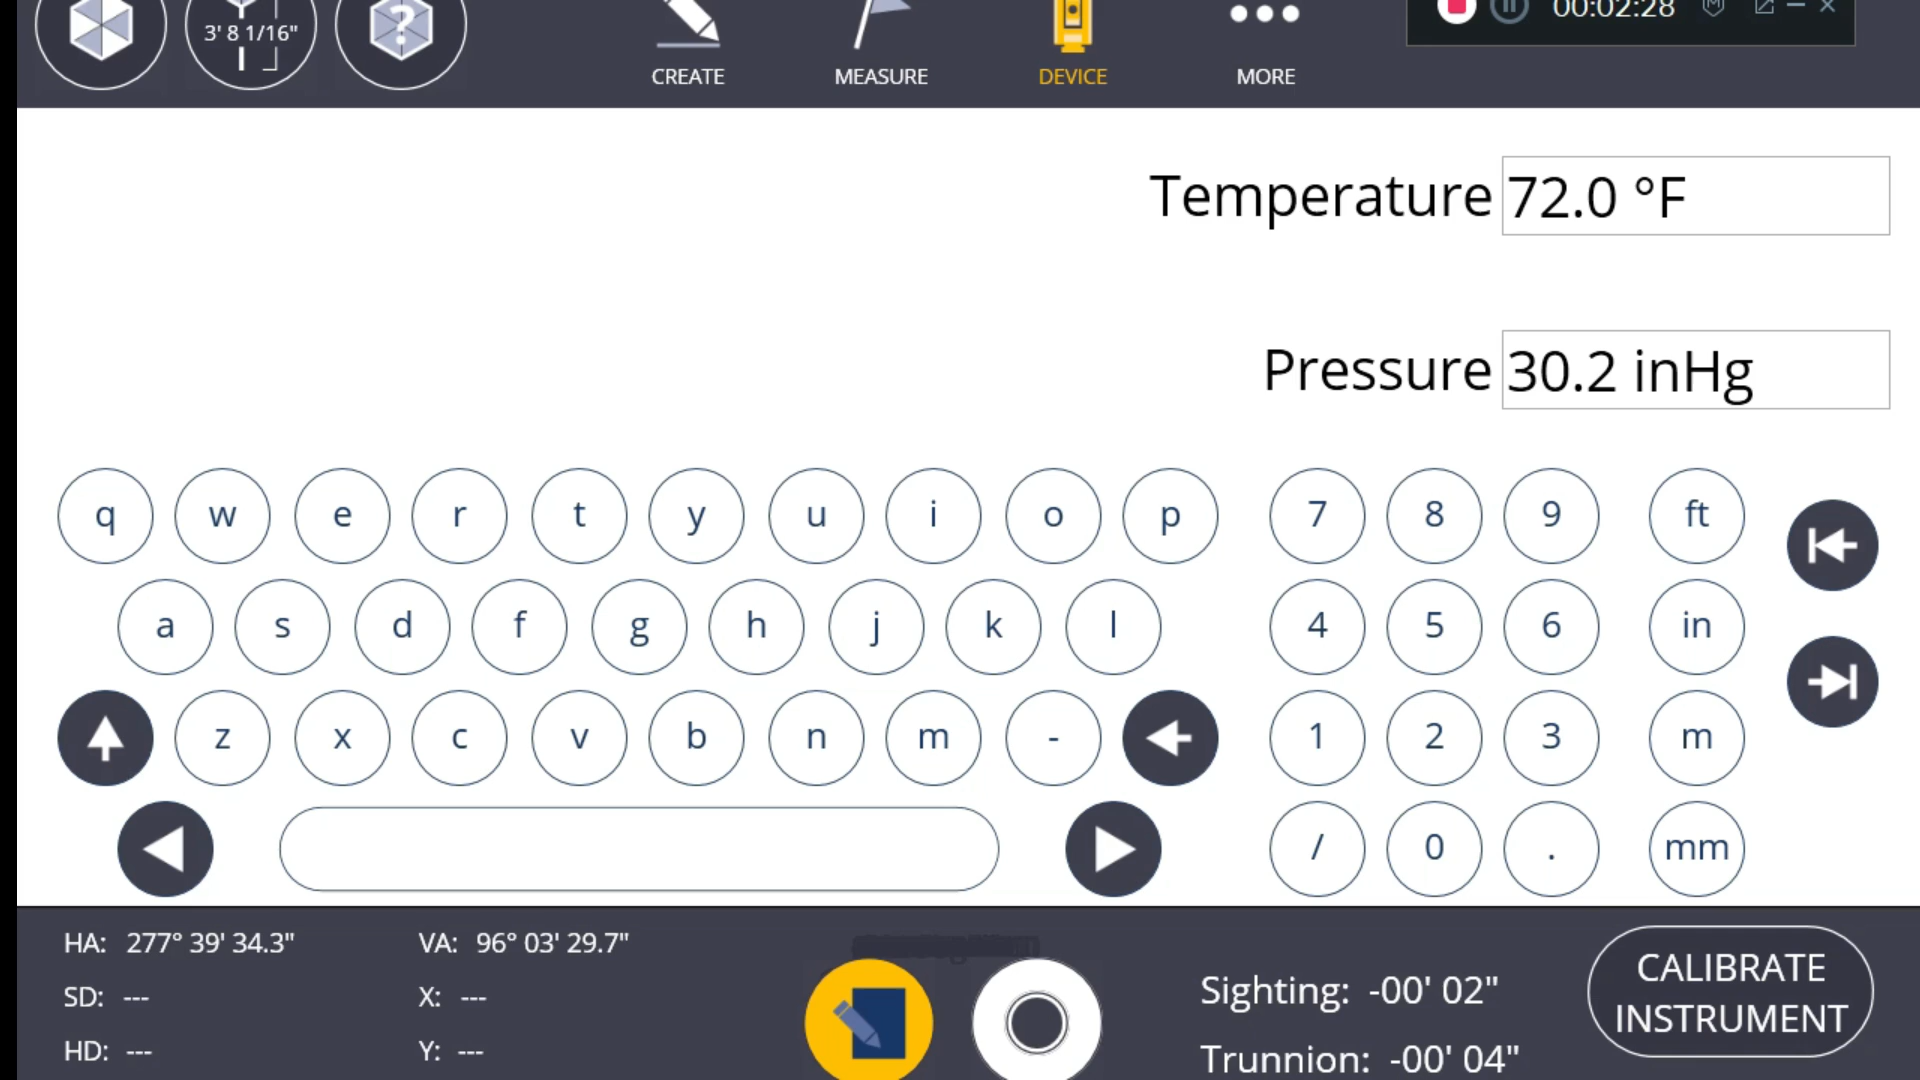 3' 8 1/16"
?
CREATE
MEASURE
DEVICE
MORE
00:02:28
Temperature 72.0 °F
Pressure 30.2 inHg
q w e r t y u i o p 7 8 9 ft
a s d f g h j k l 4 5 6 in
z x c v b n m - 1 2 3 m
/ 0 . mm
HA: 277° 39' 34.3"
VA: 96° 03' 29.7"
SD: ---
X: ---
HD: ---
Y: ---
Sighting: -00' 02"
Trunnion: -00' 04"
CALIBRATE
INSTRUMENT